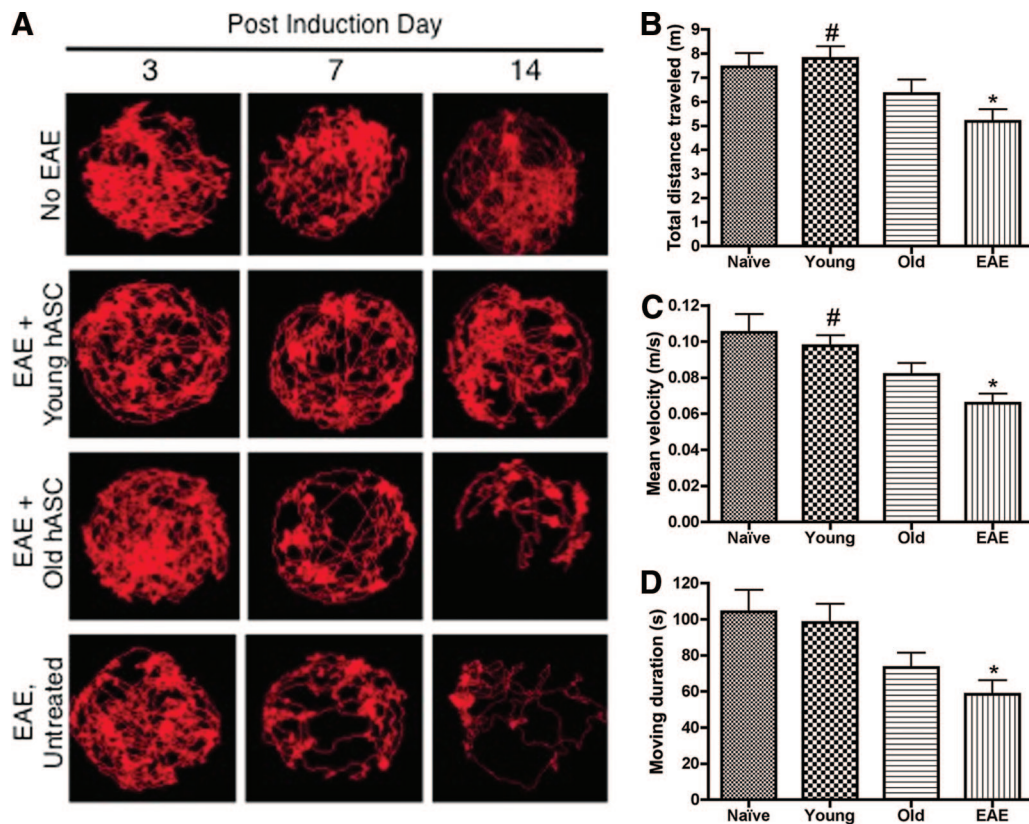 A
Post Induction Day
3 7 14
No EAE
EAE +
Young hASC
EAE +
Old hASC
EAE,
Untreated
B
Total distance traveled (m)
9
8
7
6
5
4
3
2
1
0
#
*
Naïve Young Old EAE
C
Mean velocity (m/s)
0.12
0.10
0.08
0.06
0.04
0.02
0.00
#
*
Naïve Young Old EAE
D
Moving duration (s)
120
100
80
60
40
20
0
*
Naïve Young Old EAE